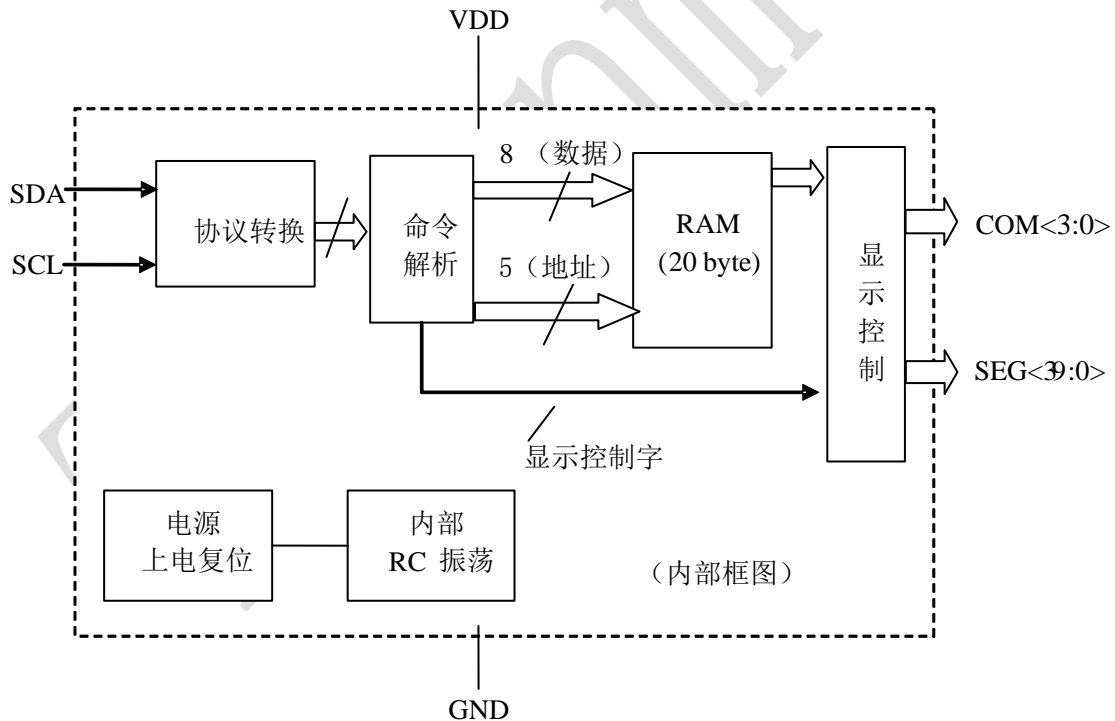 VDD
8 （数据）
SDA
SCL
协议转换
命令
解析
RAM
(20 byte)
5（地址）
显
示
控
制
COM<3:0>
SEG<39:0>
显示控制字
电源
上电复位
内部
RC 振荡
（内部框图）
GND